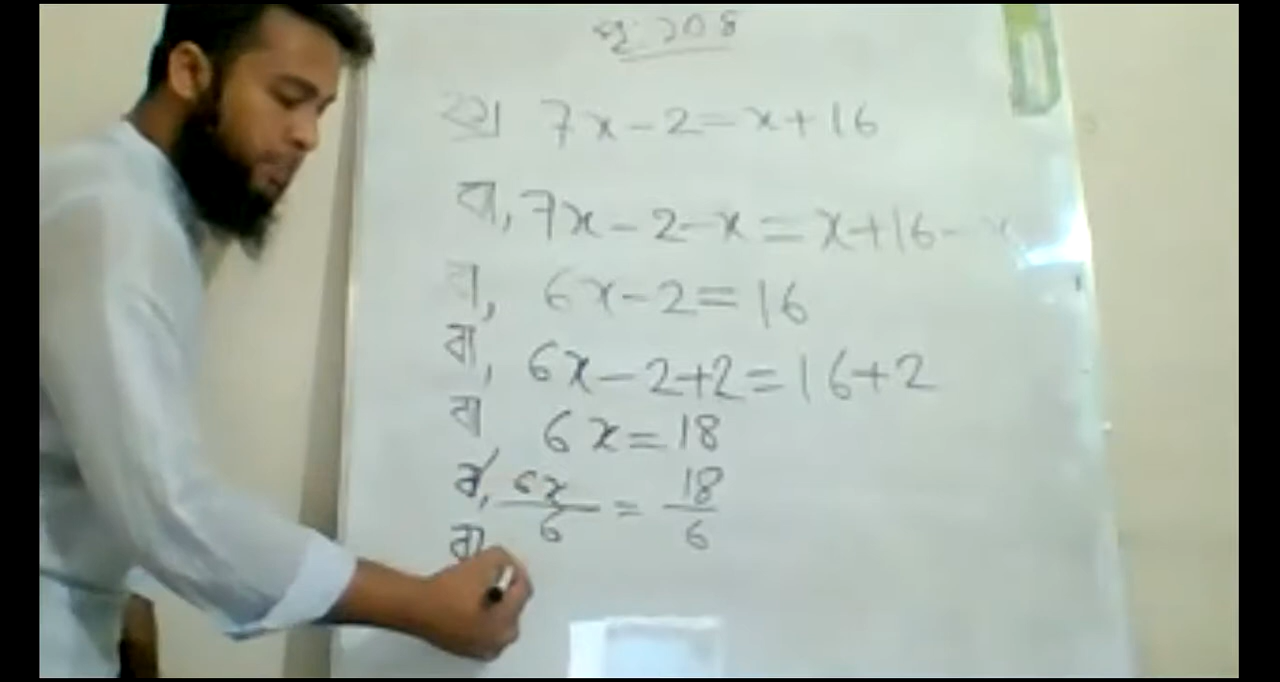 পৃ: ১০৪
খ। 7x-2=x+16
বা, 7x-2-x=x+16-x
বা, 6x-2=16
বা, 6x-2+2=16+2
বা 6x=18
বা, 6x/6 = 18/6
বা